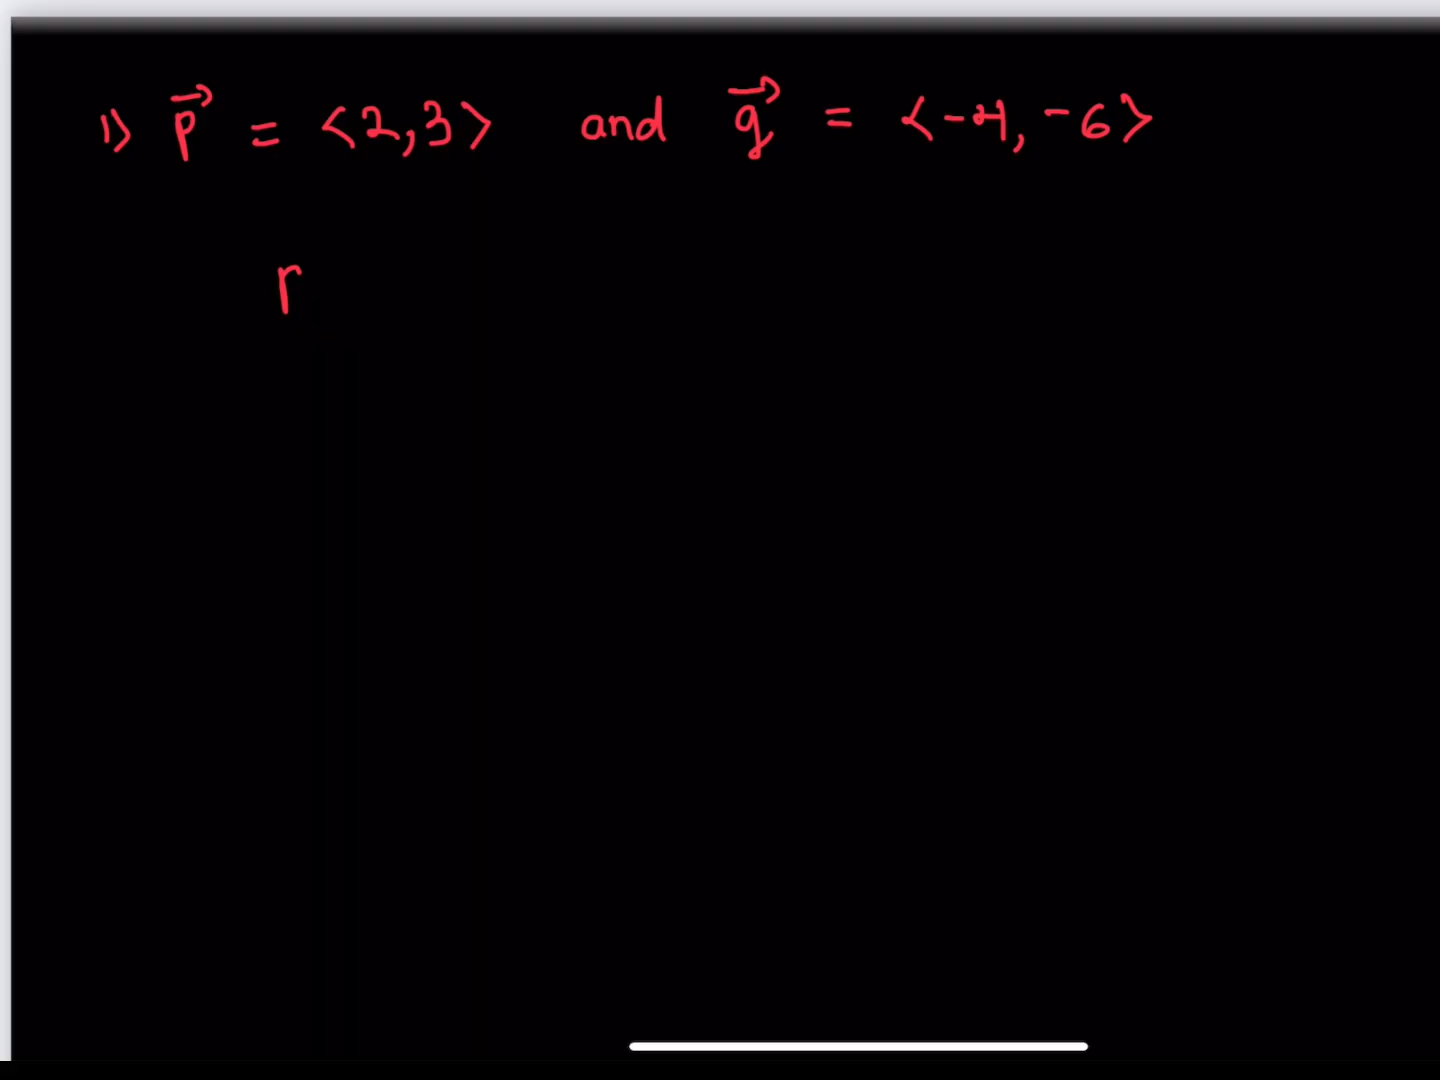 1) p⃗ = <2,3> and q⃗ = <-4, -6>
r